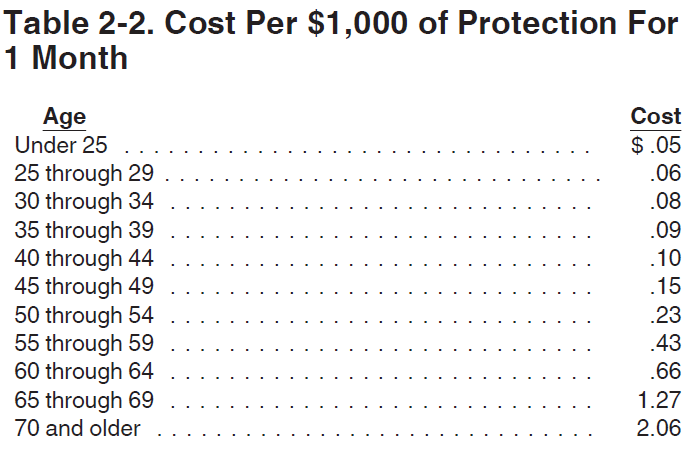 Table 2-2. Cost Per $1,000 of Protection For
1 Month
Age Cost
Under 25 . . . . . . . . . . . . . . . . . . . . . . . . . . . . . . . . $ .05
25 through 29 . . . . . . . . . . . . . . . . . . . . . . . . . . . . . . .06
30 through 34 . . . . . . . . . . . . . . . . . . . . . . . . . . . . . .08
35 through 39 . . . . . . . . . . . . . . . . . . . . . . . . . . . . . .09
40 through 44 . . . . . . . . . . . . . . . . . . . . . . . . . . . . . .10
45 through 49 . . . . . . . . . . . . . . . . . . . . . . . . . . . . . .15
50 through 54 . . . . . . . . . . . . . . . . . . . . . . . . . . . . . .23
55 through 59 . . . . . . . . . . . . . . . . . . . . . . . . . . . . . .43
60 through 64 . . . . . . . . . . . . . . . . . . . . . . . . . . . . . .66
65 through 69 . . . . . . . . . . . . . . . . . . . . . . . . . . . . . 1.27
70 and older . . . . . . . . . . . . . . . . . . . . . . . . . . . . . . 2.06